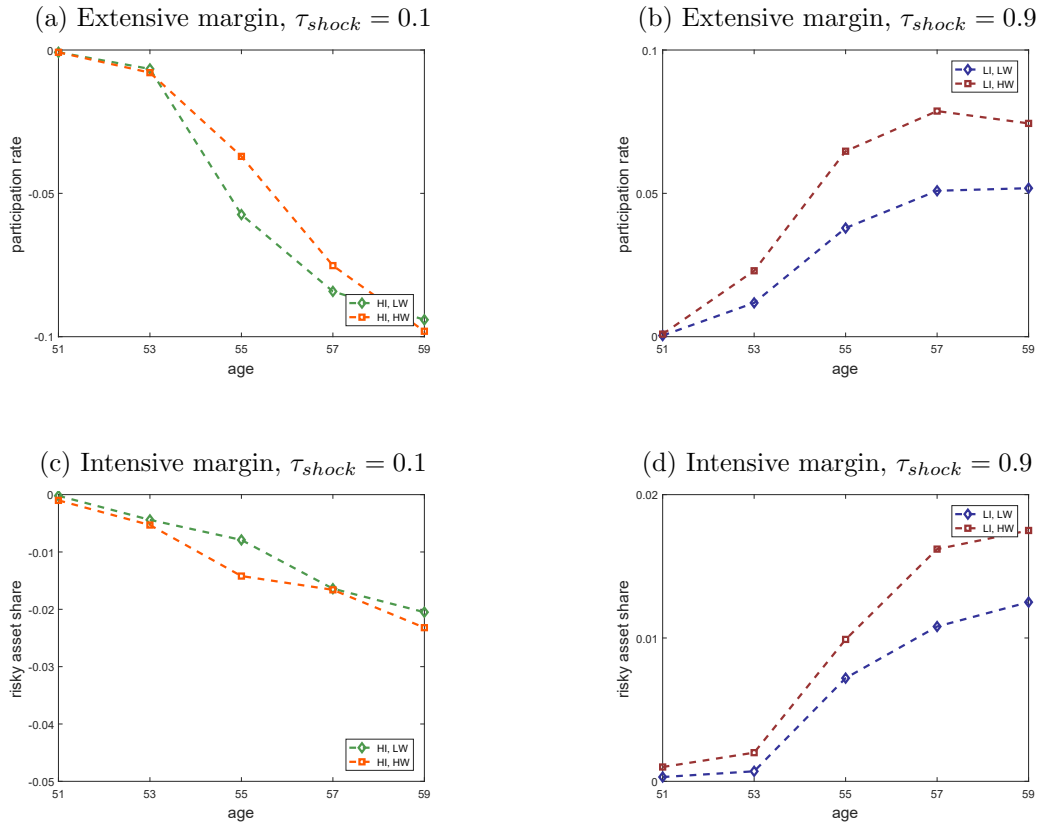 (a) Extensive margin, τshock = 0.1
participation rate
0
-0.05
-0.1
51 53 55 57 59
age
HI, LW
HI, HW
(b) Extensive margin, τshock = 0.9
participation rate
0.1
0.05
0
51 53 55 57 59
age
LI, LW
LI, HW
(c) Intensive margin, τshock = 0.1
risky asset share
0
-0.01
-0.02
-0.03
-0.04
-0.05
51 53 55 57 59
age
HI, LW
HI, HW
(d) Intensive margin, τshock = 0.9
risky asset share
0.02
0.01
0
51 53 55 57 59
age
LI, LW
LI, HW